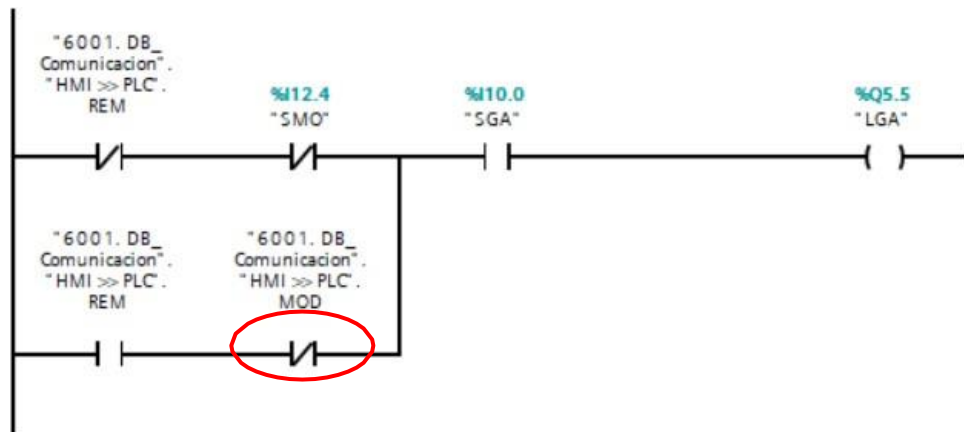 "6001. DB_
Comunicacion".
"HMI >> PLC".
REM
%I12.4
"SMO"
%I10.0
"SGA"
%Q5.5
"LGA"
"6001. DB_
Comunicacion".
"HMI >> PLC".
REM
"6001. DB_
Comunicacion".
"HMI >> PLC".
MOD